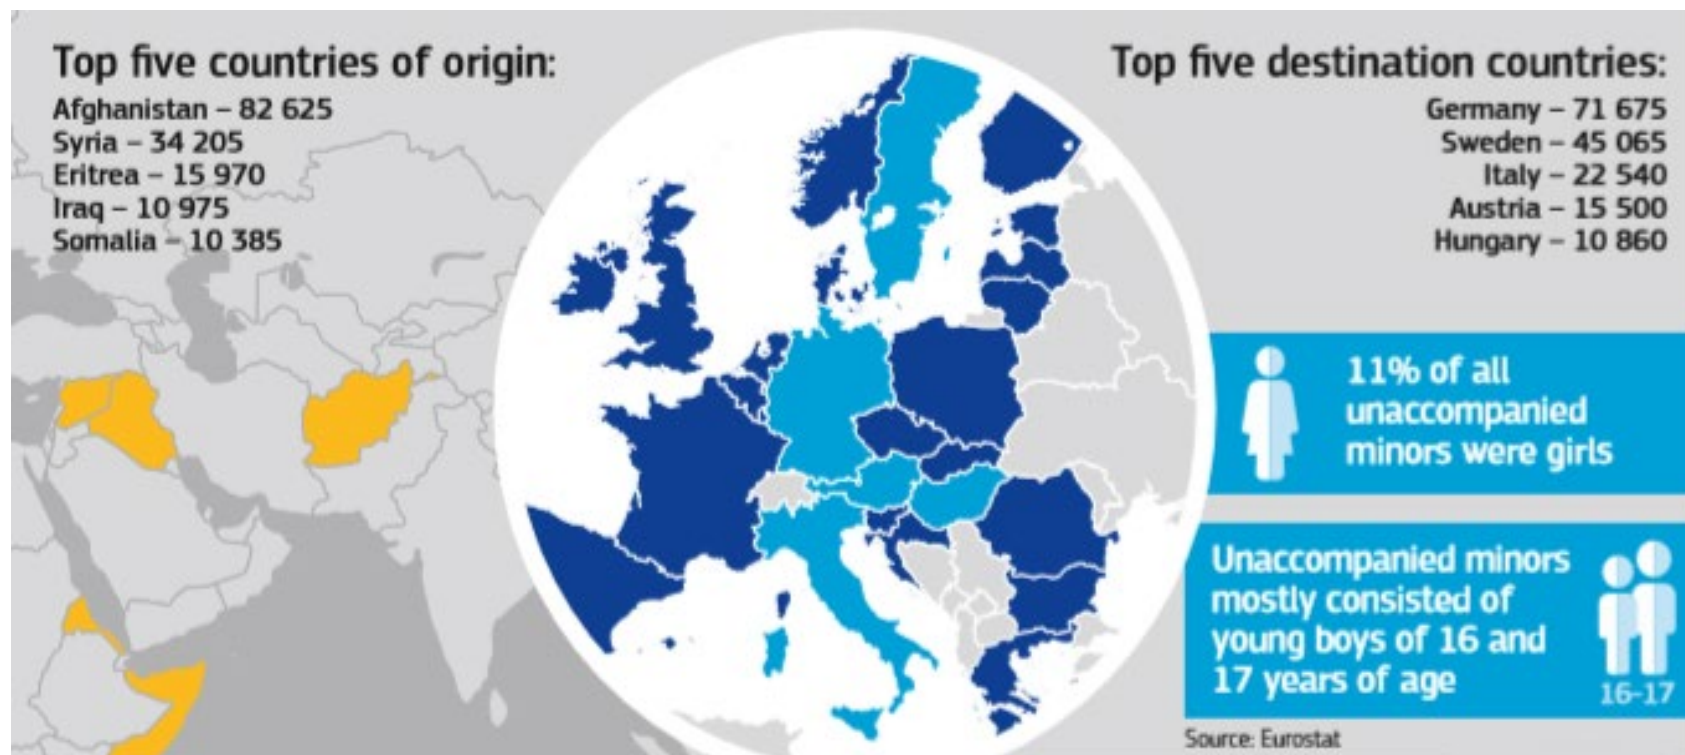 Top five countries of origin:
Afghanistan – 82 625
Syria – 34 205
Eritrea – 15 970
Iraq – 10 975
Somalia – 10 385
Top five destination countries:
Germany – 71 675
Sweden – 45 065
Italy – 22 540
Austria – 15 500
Hungary – 10 860
11% of all
unaccompanied
minors were girls
Unaccompanied minors
mostly consisted of
young boys of 16 and
17 years of age
16-17
Source: Eurostat